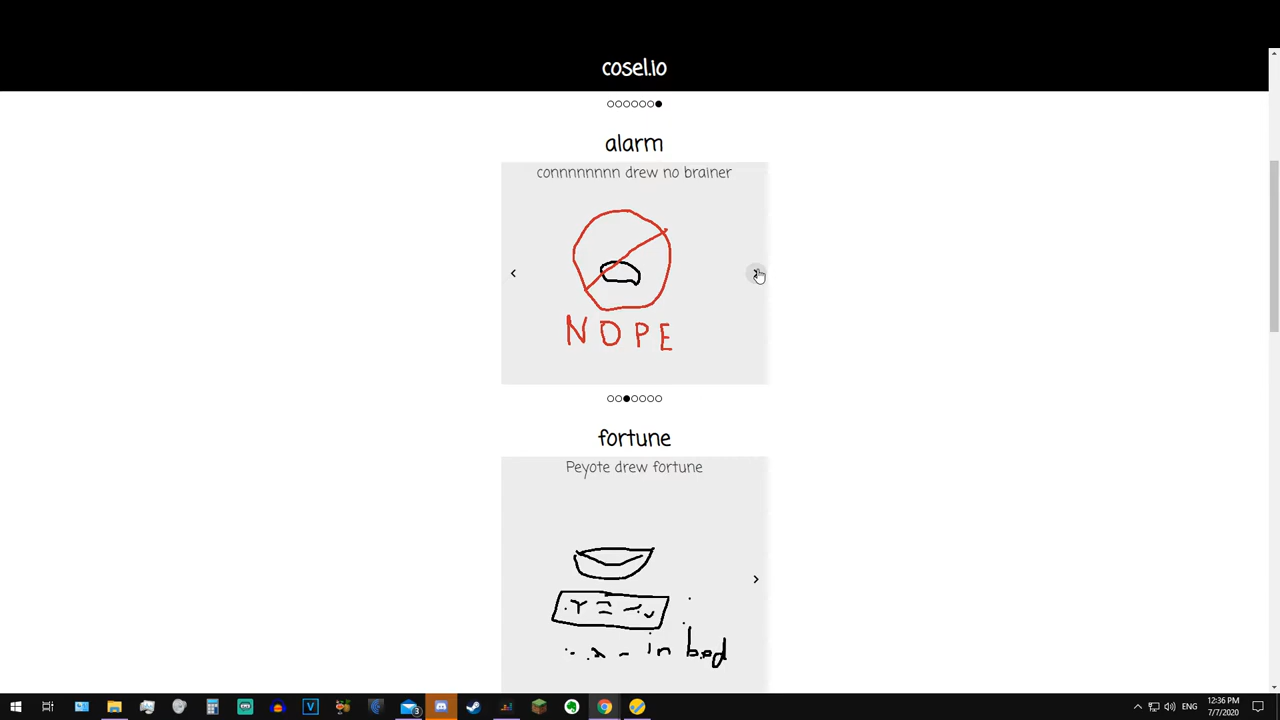 cosel.io
alarm
connnnnnnn drew no brainer
NOPE
fortune
Peyote drew fortune
in bed
3
ENG
12:36 PM
7/7/2020